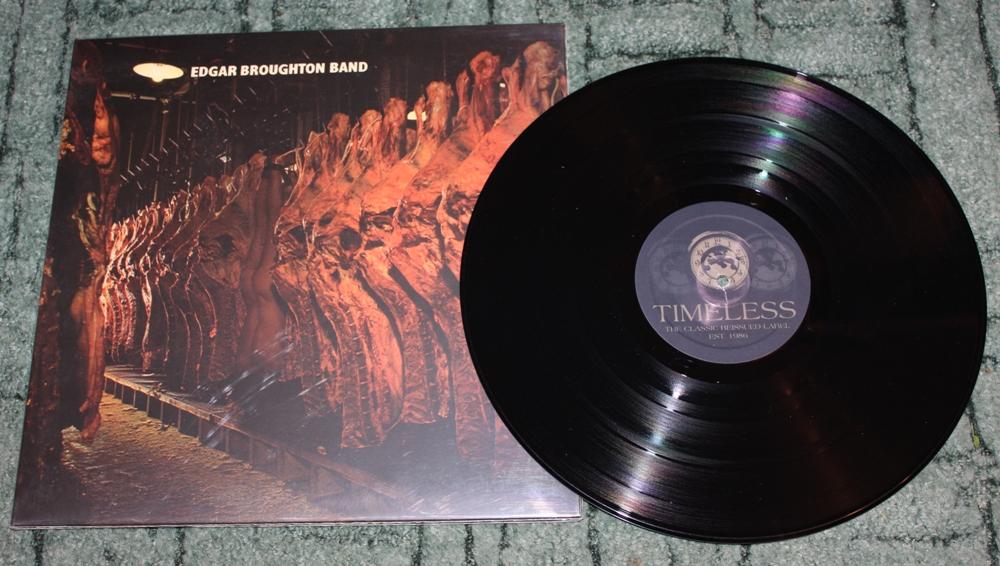 EDGAR BROUGHTON BAND
TIMELESS
THE CLASSIC REISSUED LABEL
EST. 1986